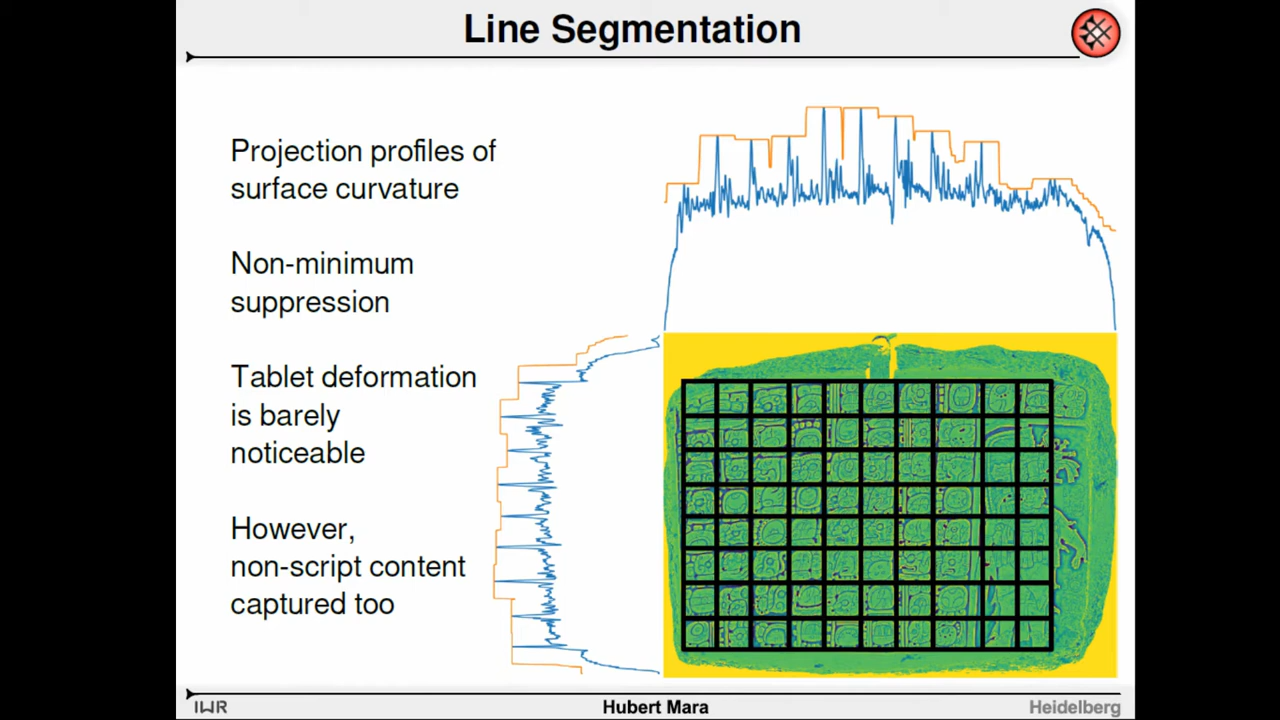 Line Segmentation
Projection profiles of
surface curvature
Non-minimum
suppression
Tablet deformation
is barely
noticeable
However,
non-script content
captured too
IWR
Hubert Mara
Heidelberg